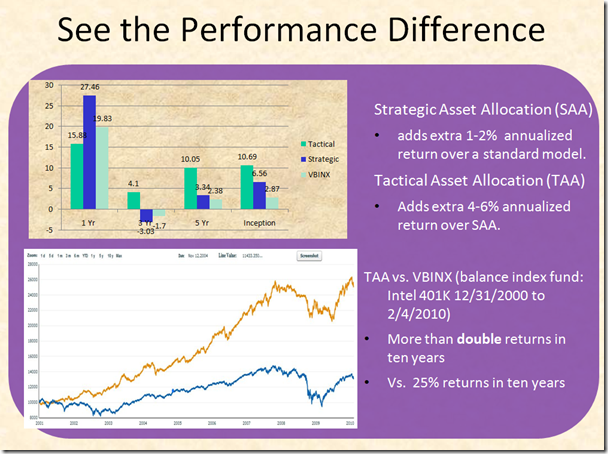 See the Performance Difference
30
25
20
15
10
5
0
-5
15.88
27.46
19.83
4.1
-3.03
-1.7
10.05
3.34
2.38
10.69
6.56
2.87
1 Yr
3 Yr
5 Yr
Inception
Tactical
Strategic
VBINX
Strategic Asset Allocation (SAA)
• adds extra 1-2% annualized
return over a standard model.
Tactical Asset Allocation (TAA)
• Adds extra 4-6% annualized
return over SAA.
Zoom: 1d 5d 1m 3m 6m YTD 1y 5y 10y Max
Date: Nov 12,2004 Line Value: Screenshot
28000
26000
24000
22000
20000
18000
16000
14000
12000
10000
8000
2001 2002 2003 2004 2005 2006 2007 2008 2009 2010
TAA vs. VBINX (balance index fund:
Intel 401K 12/31/2000 to
2/4/2010)
• More than double returns in
ten years
• Vs. 25% returns in ten years